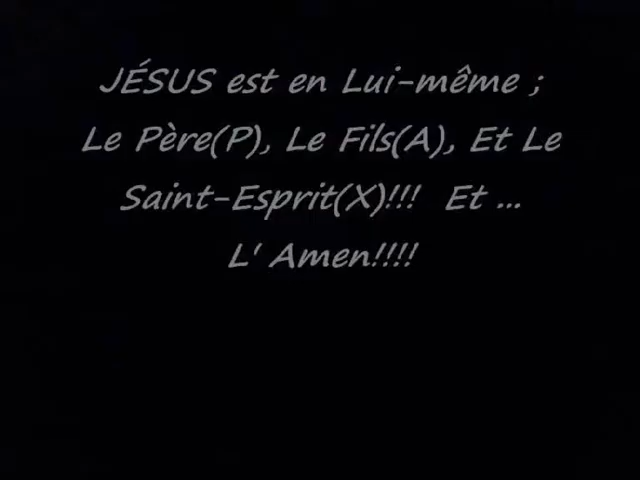 JÉSUS est en Lui-même ;
Le Père(P), Le Fils(A), Et Le
Saint-Esprit(X)!!!  Et ...
L' Amen!!!!